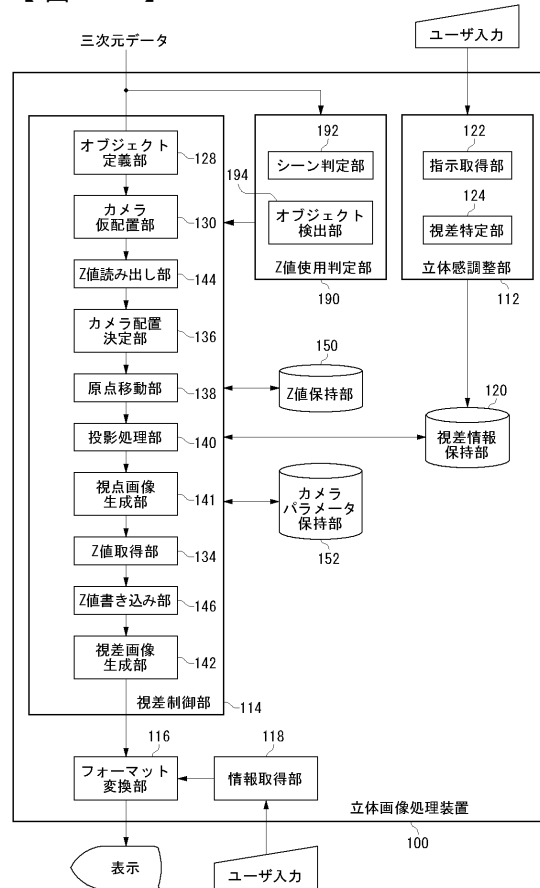 三次元データ
ユーザ入力
オブジェクト
定義部
128
カメラ
仮配置部
130
Z値読み出し部
144
カメラ配置
決定部
136
原点移動部
138
投影処理部
140
視点画像
生成部
141
Z値取得部
134
Z値書き込み部
146
視差画像
生成部
142
視差制御部
114
192
シーン判定部
194
オブジェクト
検出部
Z値使用判定部
190
122
指示取得部
124
視差特定部
立体感調整部
112
150
Z値保持部
120
視差情報
保持部
カメラ
パラメータ
保持部
152
116
フォーマット
変換部
118
情報取得部
立体画像処理装置
100
表示
ユーザ入力